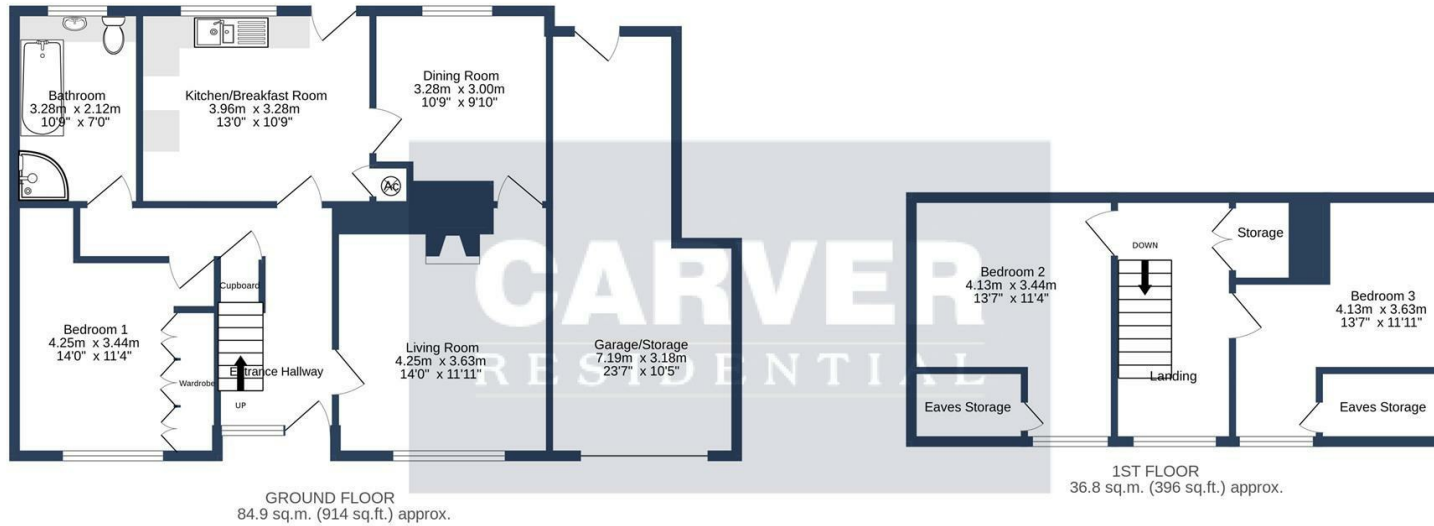 Bathroom
3.28m x 2.12m
10'9" x 7'0"
Kitchen/Breakfast Room
3.96m x 3.28m
13'0" x 10'9"
Dining Room
3.28m x 3.00m
10'9" x 9'10"
Ac
Bedroom 1
4.25m x 3.44m
14'0" x 11'4"
Wardrobe
Cupboard
Entrance Hallway
UP
Living Room
4.25m x 3.63m
14'0" x 11'11"
Garage/Storage
7.19m x 3.18m
23'7" x 10'5"
CARVER
RESIDENTIAL
GROUND FLOOR
84.9 sq.m. (914 sq.ft.) approx.
Bedroom 2
4.13m x 3.44m
13'7" x 11'4"
DOWN
Storage
Bedroom 3
4.13m x 3.63m
13'7" x 11'11"
Landing
Eaves Storage
Eaves Storage
1ST FLOOR
36.8 sq.m. (396 sq.ft.) approx.